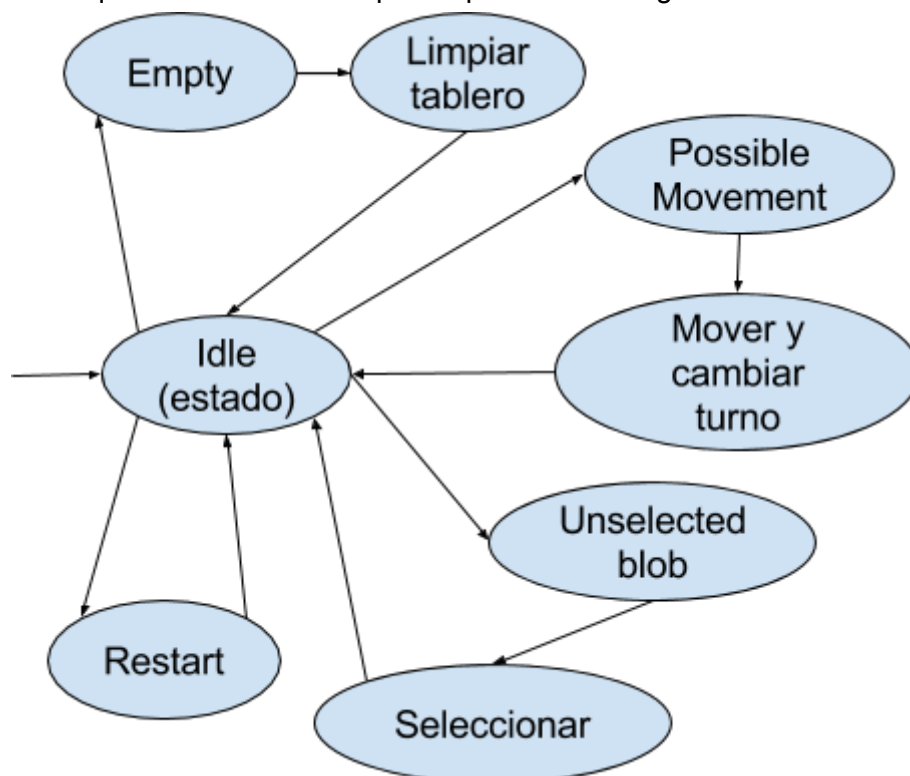 Empty
Limpiar
tablero
Possible
Movement
Idle
(estado)
Mover y
cambiar
turno
Unselected
blob
Restart
Seleccionar